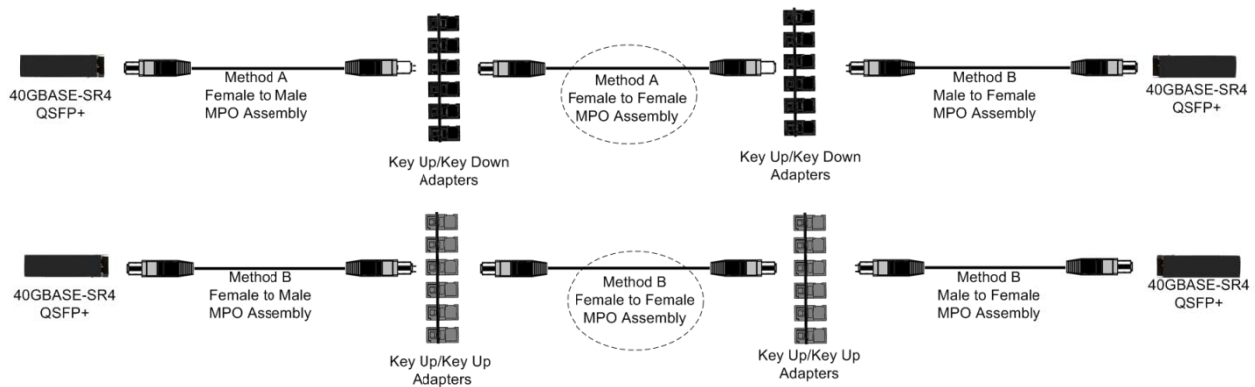 40GBASE-SR4
QSFP+
Method A
Female to Male
MPO Assembly
Key Up/Key Down
Adapters
Method A
Female to Female
MPO Assembly
Key Up/Key Down
Adapters
Method B
Male to Female
MPO Assembly
40GBASE-SR4
QSFP+
40GBASE-SR4
QSFP+
Method B
Female to Male
MPO Assembly
Key Up/Key Up
Adapters
Method B
Female to Female
MPO Assembly
Key Up/Key Up
Adapters
Method B
Male to Female
MPO Assembly
40GBASE-SR4
QSFP+